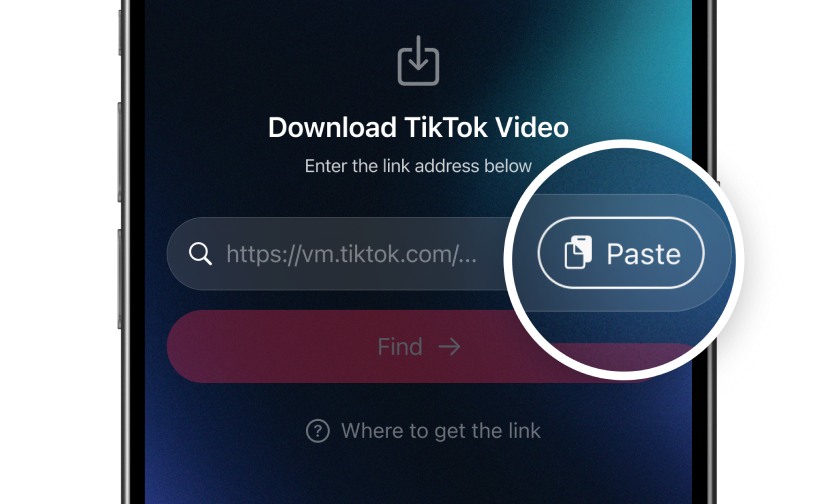 Download TikTok Video
Enter the link address below
https://vm.tiktok.com/...
Paste
Find
Where to get the link